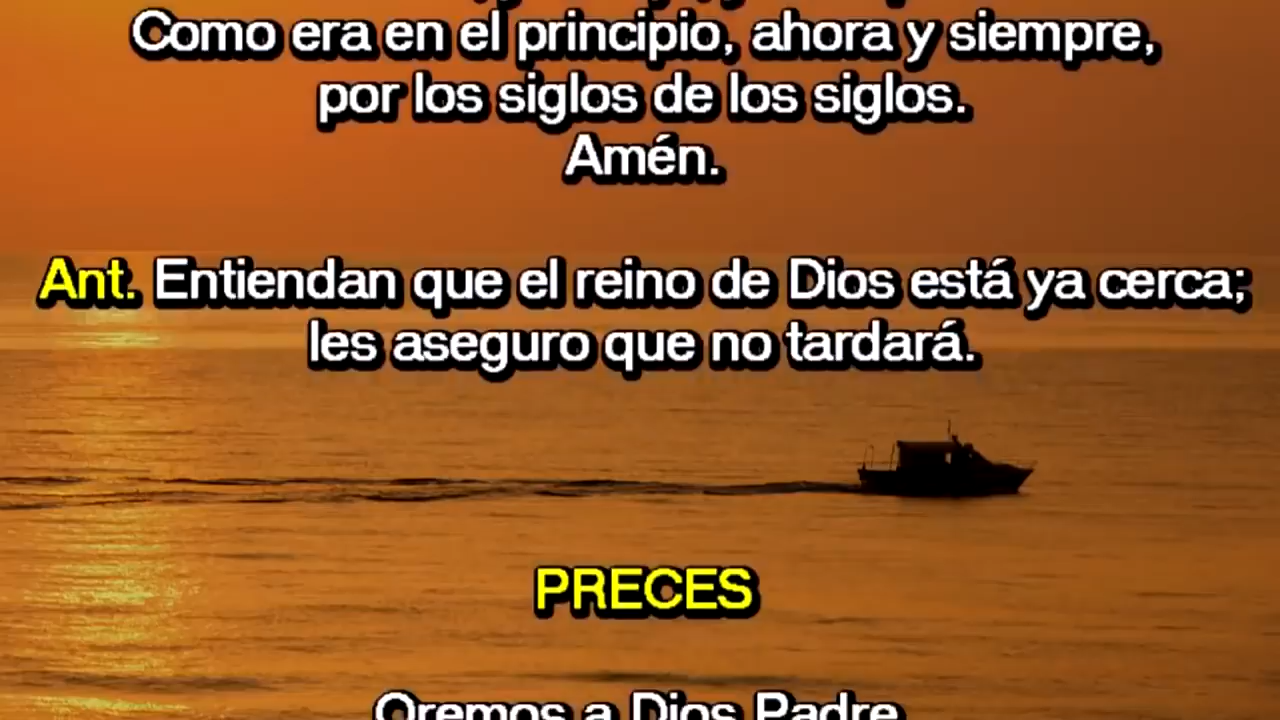 Como era en el principio, ahora y siempre,
por los siglos de los siglos.
Amén.
Ant. Entiendan que el reino de Dios está ya cerca;
les aseguro que no tardará.
PRECES
Oremos a Dios Padre